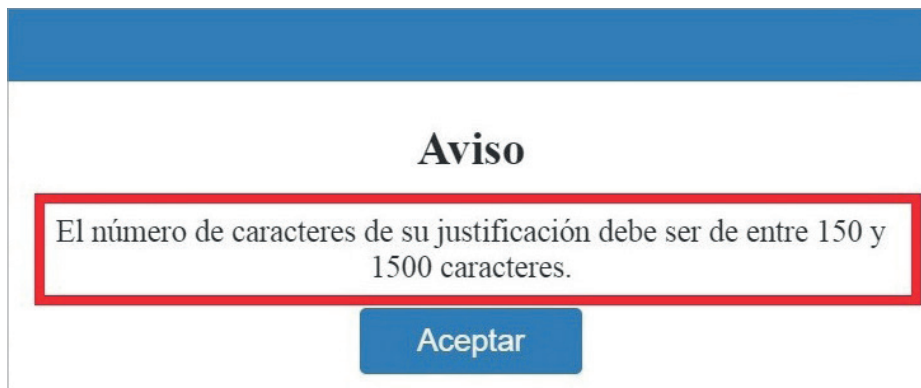 Aviso
El número de caracteres de su justificación debe ser de entre 150 y
1500 caracteres.
Aceptar